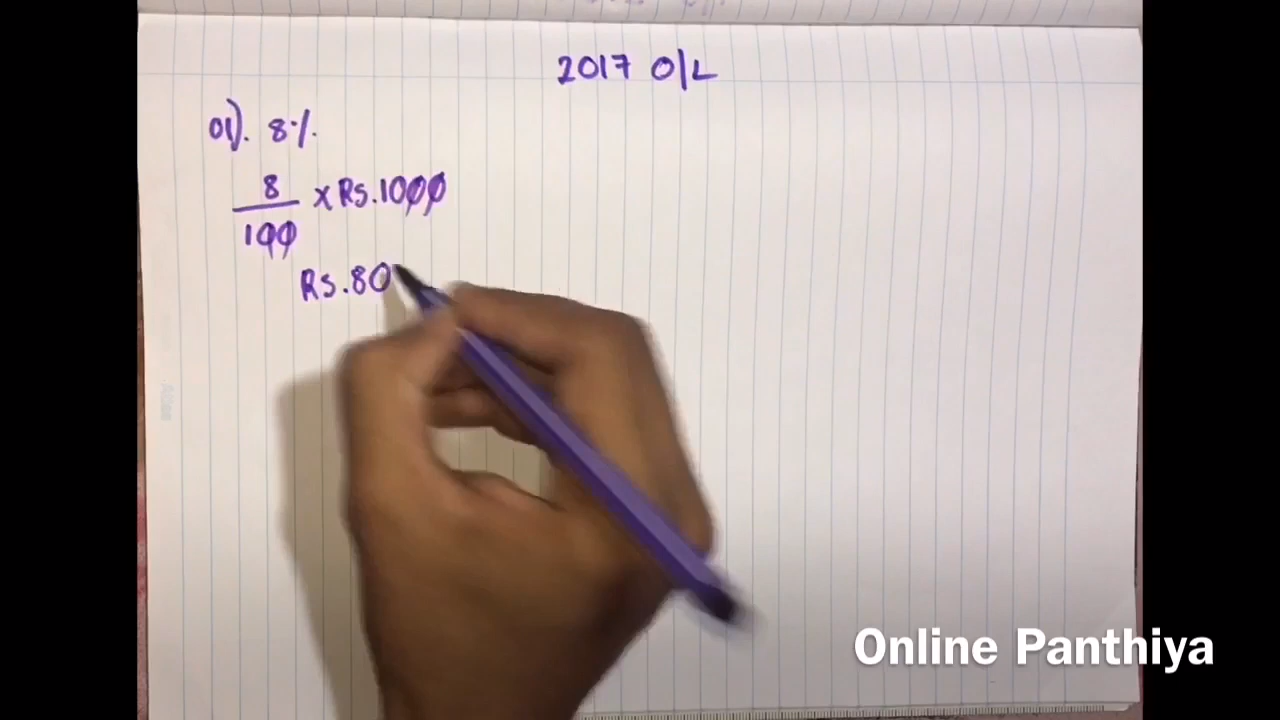 2017 O/L
01). 8%.
8
100
x Rs.1000
Rs.80
Online Panthiya